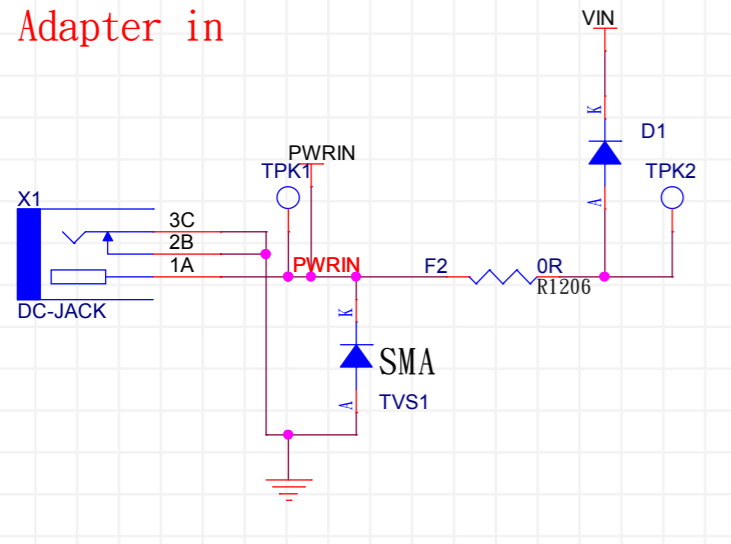 Adapter in
VIN
K
D1
PWRIN
TPK1
TPK2
X1
A
3C
2B
1A
PWRIN
F2
0R
R1206
DC-JACK
K
SMA
A
TVS1